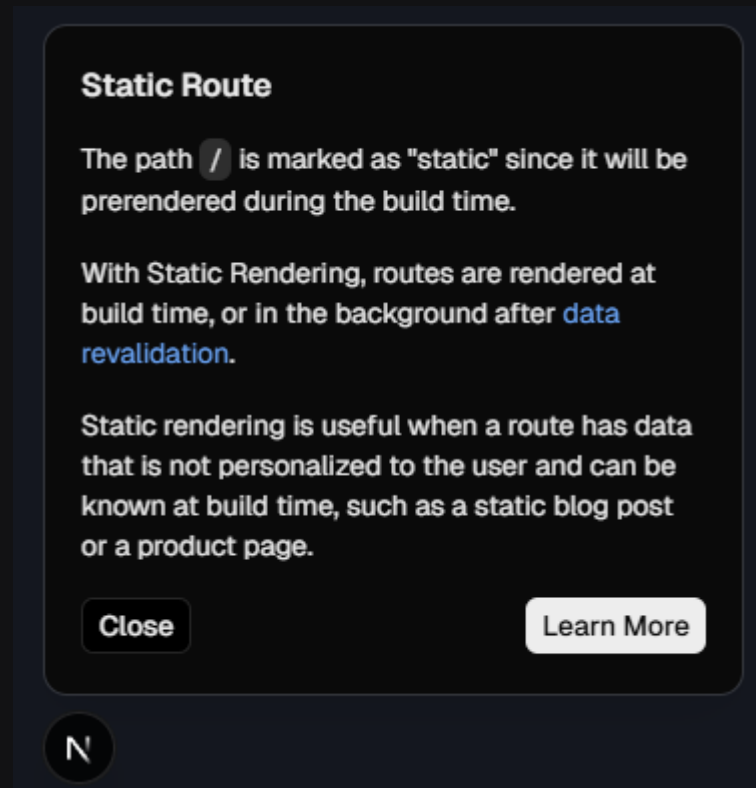 Static Route
The path / is marked as "static" since it will be
prerendered during the build time.
With Static Rendering, routes are rendered at
build time, or in the background after data
revalidation.
Static rendering is useful when a route has data
that is not personalized to the user and can be
known at build time, such as a static blog post
or a product page.
Close
Learn More
N